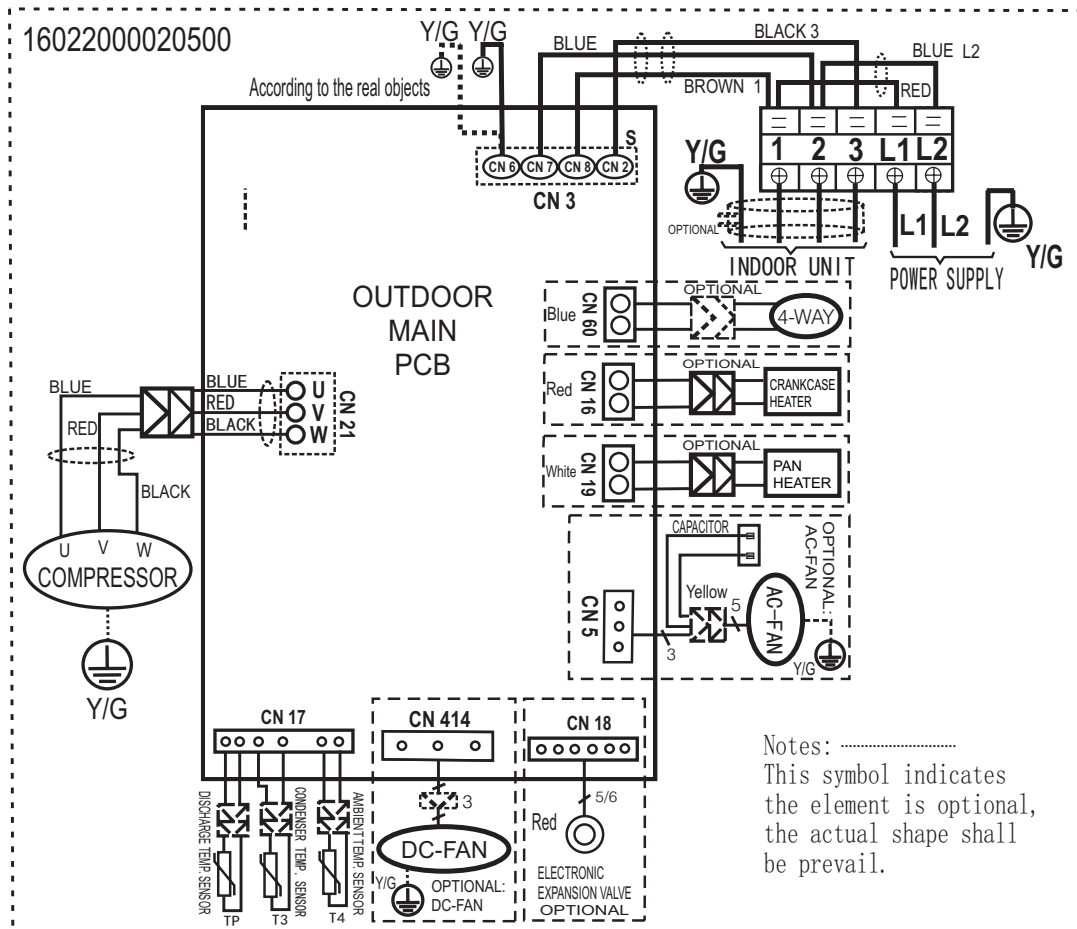 16022000020500
Y/G Y/G
According to the real objects
BLUE
BLACK 3
BROWN 1
BLUE L2
RED
S
CN 6 CN 7 CN 8 CN 2
CN 3
1 2 3 L1 L2
Y/G
OPTIONAL
L1 L2
INDOOR UNIT
POWER SUPPLY
Y/G
OUTDOOR
MAIN
PCB
OPTIONAL
Blue
CN 60
4-WAY
OPTIONAL
Red
CN 16
CRANKCASE
HEATER
OPTIONAL
White
CN 19
PAN
HEATER
BLUE
RED
BLACK
BLUE
RED
BLACK
U
V
W
CN 21
U V W
COMPRESSOR
Y/G
CAPACITOR
OPTIONAL:
AC-FAN
Yellow
CN 5
3
5
AC-FAN
Y/G
CN 17
DISCHARGE TEMP. SENSOR
CONDENSER TEMP. SENSOR
AMBIENT TEMP. SENSOR
TP T3 T4
CN 414
3
DC-FAN
Y/G
OPTIONAL:
DC-FAN
CN 18
5/6
Red
ELECTRONIC
EXPANSION VALVE
OPTIONAL
Notes:
This symbol indicates
the element is optional,
the actual shape shall
be prevail.